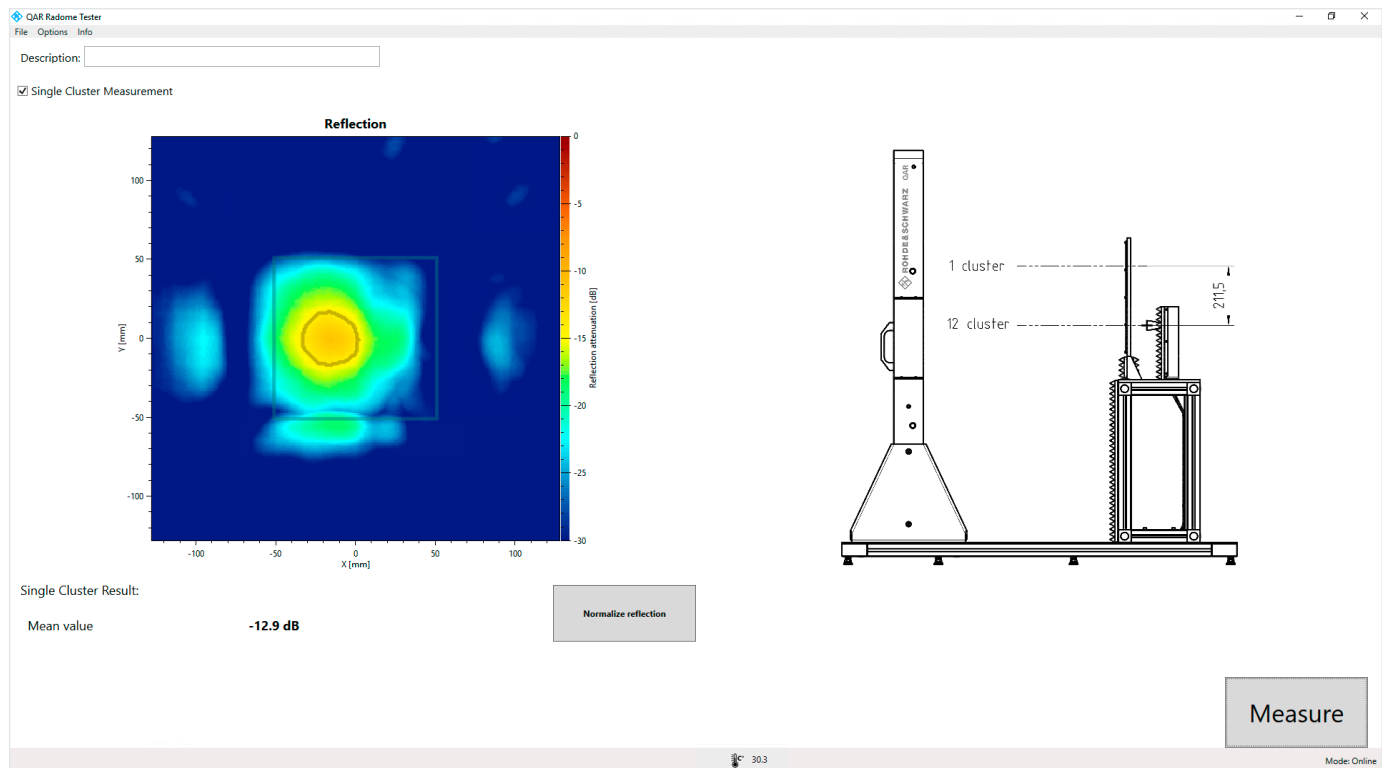 QAR Radome Tester
File Options Info
Description:
Single Cluster Measurement
Reflection
0
-5
-10
-15
-20
-25
-30
Reflection attenuation [dB]
100
50
0
-50
-100
Y [mm]
-100 -50 0 50 100
X [mm]
ROHDE & SCHWARZ QAR
1 cluster
12 cluster
211,5
Single Cluster Result:
Mean value -12.9 dB
Normalize reflection
Measure
C° 30.3
Mode: Online